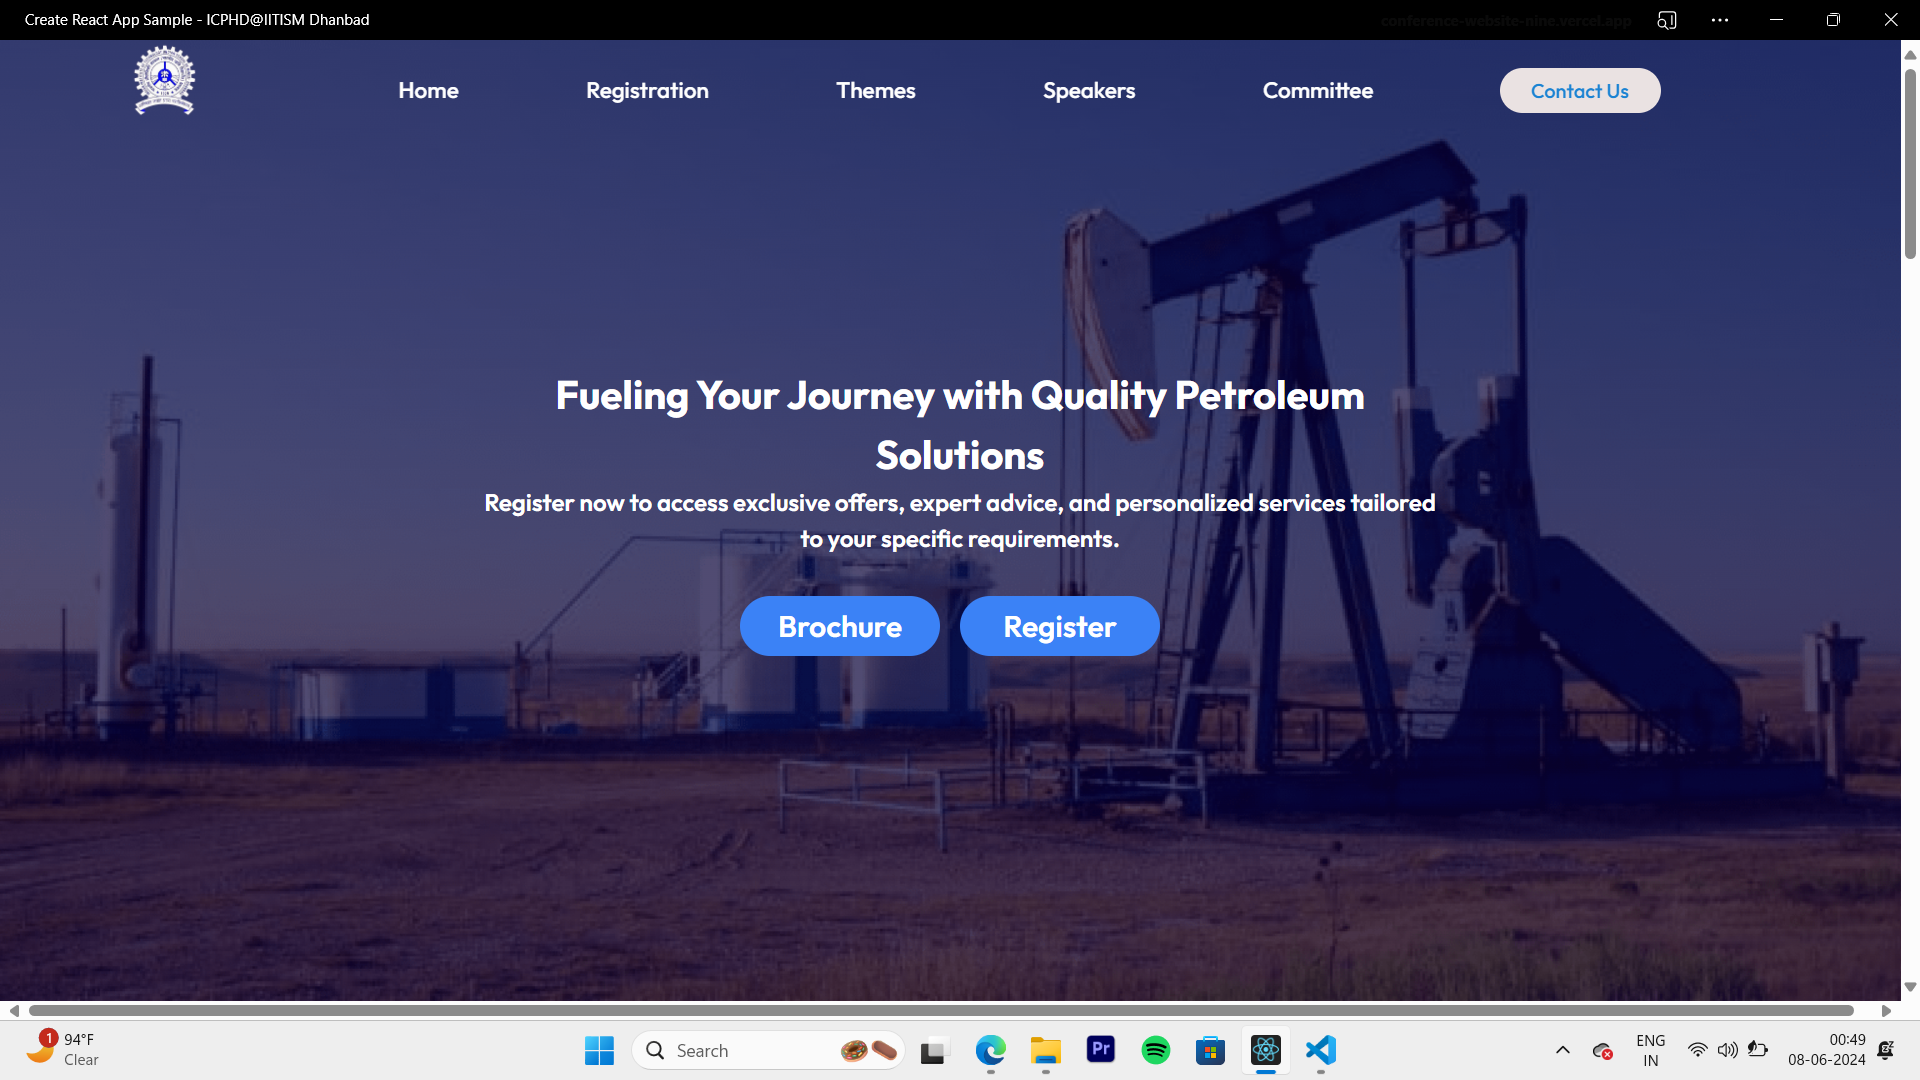 Create React App Sample - ICPHD@IITISM Dhanbad
conference-website-nine.vercel.app
Home
Registration
Themes
Speakers
Committee
Contact Us
Fueling Your Journey with Quality Petroleum
Solutions
Register now to access exclusive offers, expert advice, and personalized services tailored
to your specific requirements.
Brochure
Register
1
94°F
Clear
Search
Pr
ENG
IN
00:49
08-06-2024